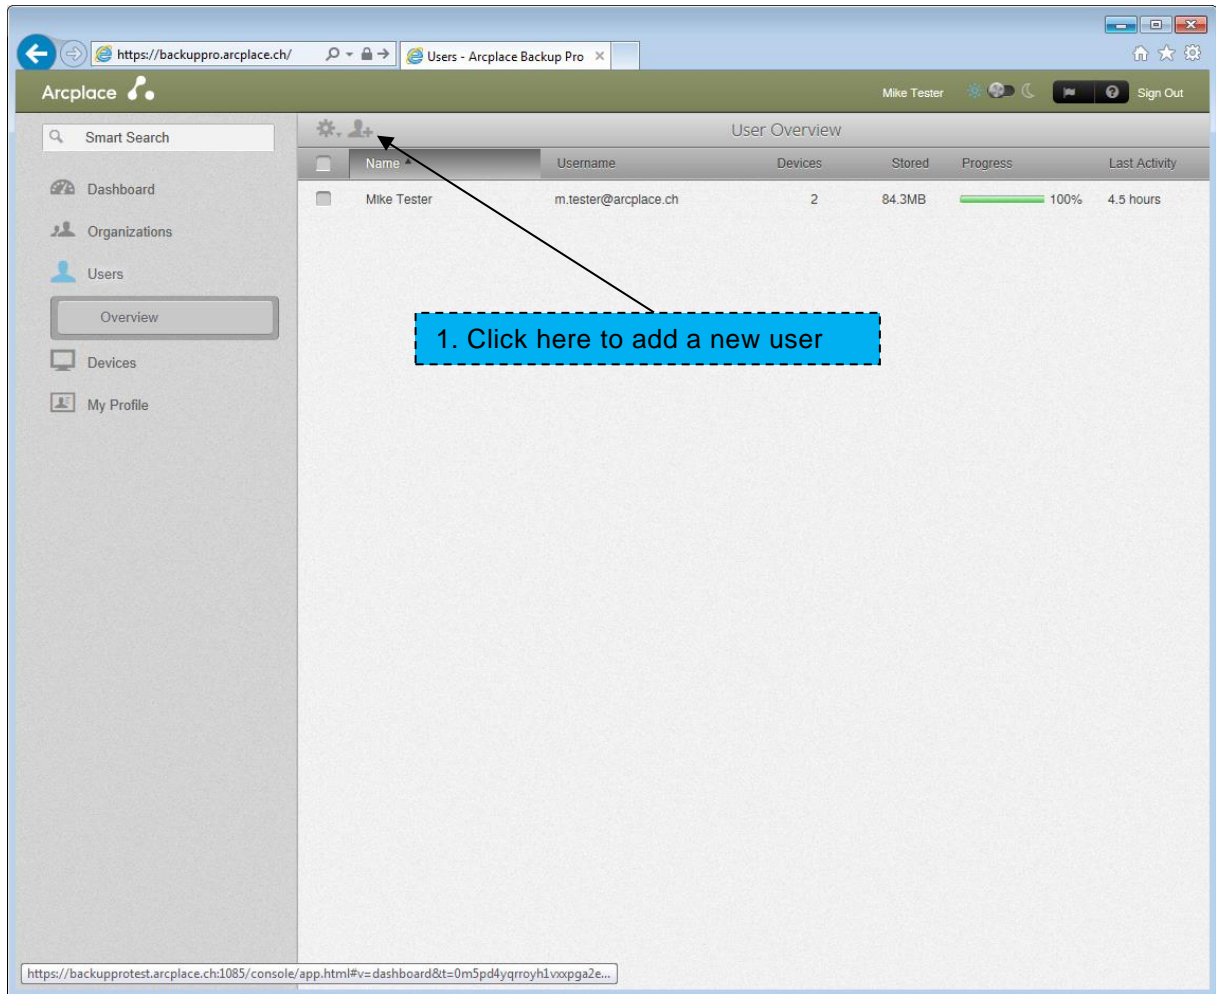 https://backuppro.arcplace.ch/
Users - Arcplace Backup Pro
Arcplace
Mike Tester
Sign Out
Smart Search
User Overview
Name
Username
Devices
Stored
Progress
Last Activity
Dashboard
MIke Tester
m.tester@arcplace.ch
2
84.3MB
100%
4.5 hours
Organizations
Users
Overview
1. Click here to add a new user
Devices
My Profile
https://backupprotest.arcplace.ch:1085/console/app.html#v=dashboard&t=0m5pd4yqrroyh1vxxpga2e...